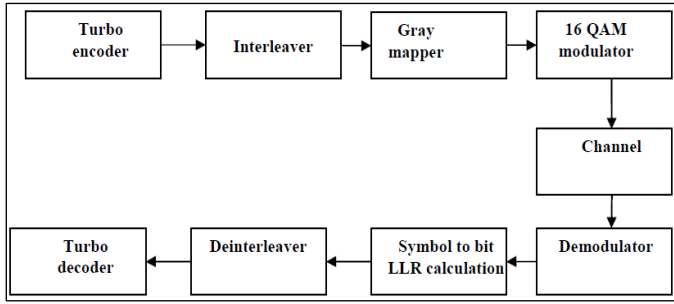 Turbo
encoder
Interleaver
Gray
mapper
16 QAM
modulator
Channel
Turbo
decoder
Deinterleaver
Symbol to bit
LLR calculation
Demodulator